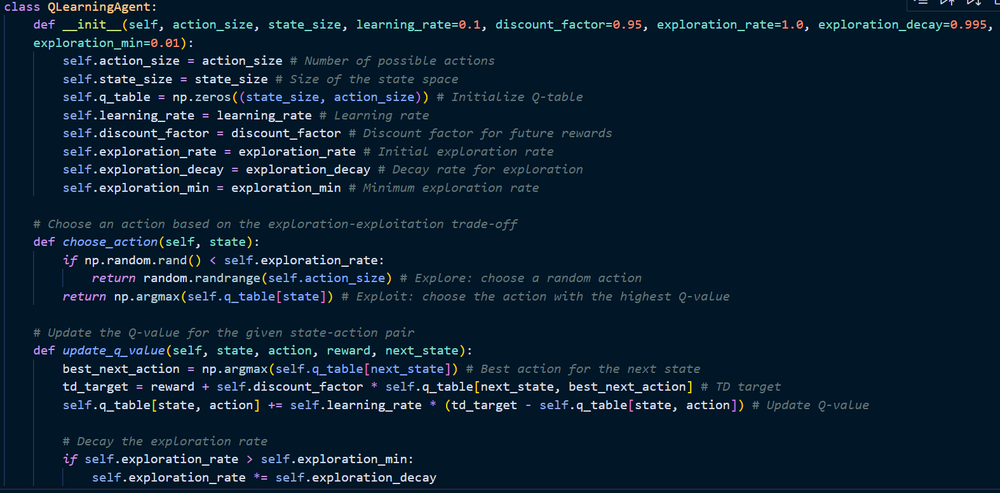 class QLearningAgent:
    def __init__(self, action_size, state_size, learning_rate=0.1, discount_factor=0.95, exploration_rate=1.0, exploration_decay=0.995,
    exploration_min=0.01):
        self.action_size = action_size # Number of possible actions
        self.state_size = state_size # Size of the state space
        self.q_table = np.zeros((state_size, action_size)) # Initialize Q-table
        self.learning_rate = learning_rate # Learning rate
        self.discount_factor = discount_factor # Discount factor for future rewards
        self.exploration_rate = exploration_rate # Initial exploration rate
        self.exploration_decay = exploration_decay # Decay rate for exploration
        self.exploration_min = exploration_min # Minimum exploration rate

    # Choose an action based on the exploration-exploitation trade-off
    def choose_action(self, state):
        if np.random.rand() < self.exploration_rate:
            return random.randrange(self.action_size) # Explore: choose a random action
        return np.argmax(self.q_table[state]) # Exploit: choose the action with the highest Q-value

    # Update the Q-value for the given state-action pair
    def update_q_value(self, state, action, reward, next_state):
        best_next_action = np.argmax(self.q_table[next_state]) # Best action for the next state
        td_target = reward + self.discount_factor * self.q_table[next_state, best_next_action] # TD target
        self.q_table[state, action] += self.learning_rate * (td_target - self.q_table[state, action]) # Update Q-value

        # Decay the exploration rate
        if self.exploration_rate > self.exploration_min:
            self.exploration_rate *= self.exploration_decay